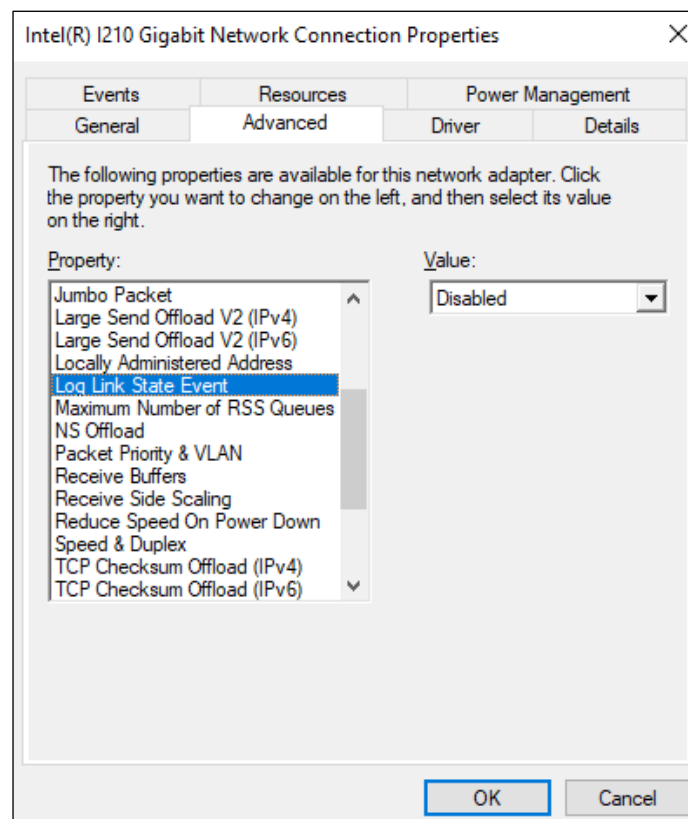 Intel(R) I210 Gigabit Network Connection Properties
Events Resources Power Management
General Advanced Driver Details
The following properties are available for this network adapter. Click
the property you want to change on the left, and then select its value
on the right.
Property: Value:
Jumbo Packet Disabled
Large Send Offload V2 (IPv4)
Large Send Offload V2 (IPv6)
Locally Administered Address
Log Link State Event
Maximum Number of RSS Queues
NS Offload
Packet Priority & VLAN
Receive Buffers
Receive Side Scaling
Reduce Speed On Power Down
Speed & Duplex
TCP Checksum Offload (IPv4)
TCP Checksum Offload (IPv6)
OK Cancel